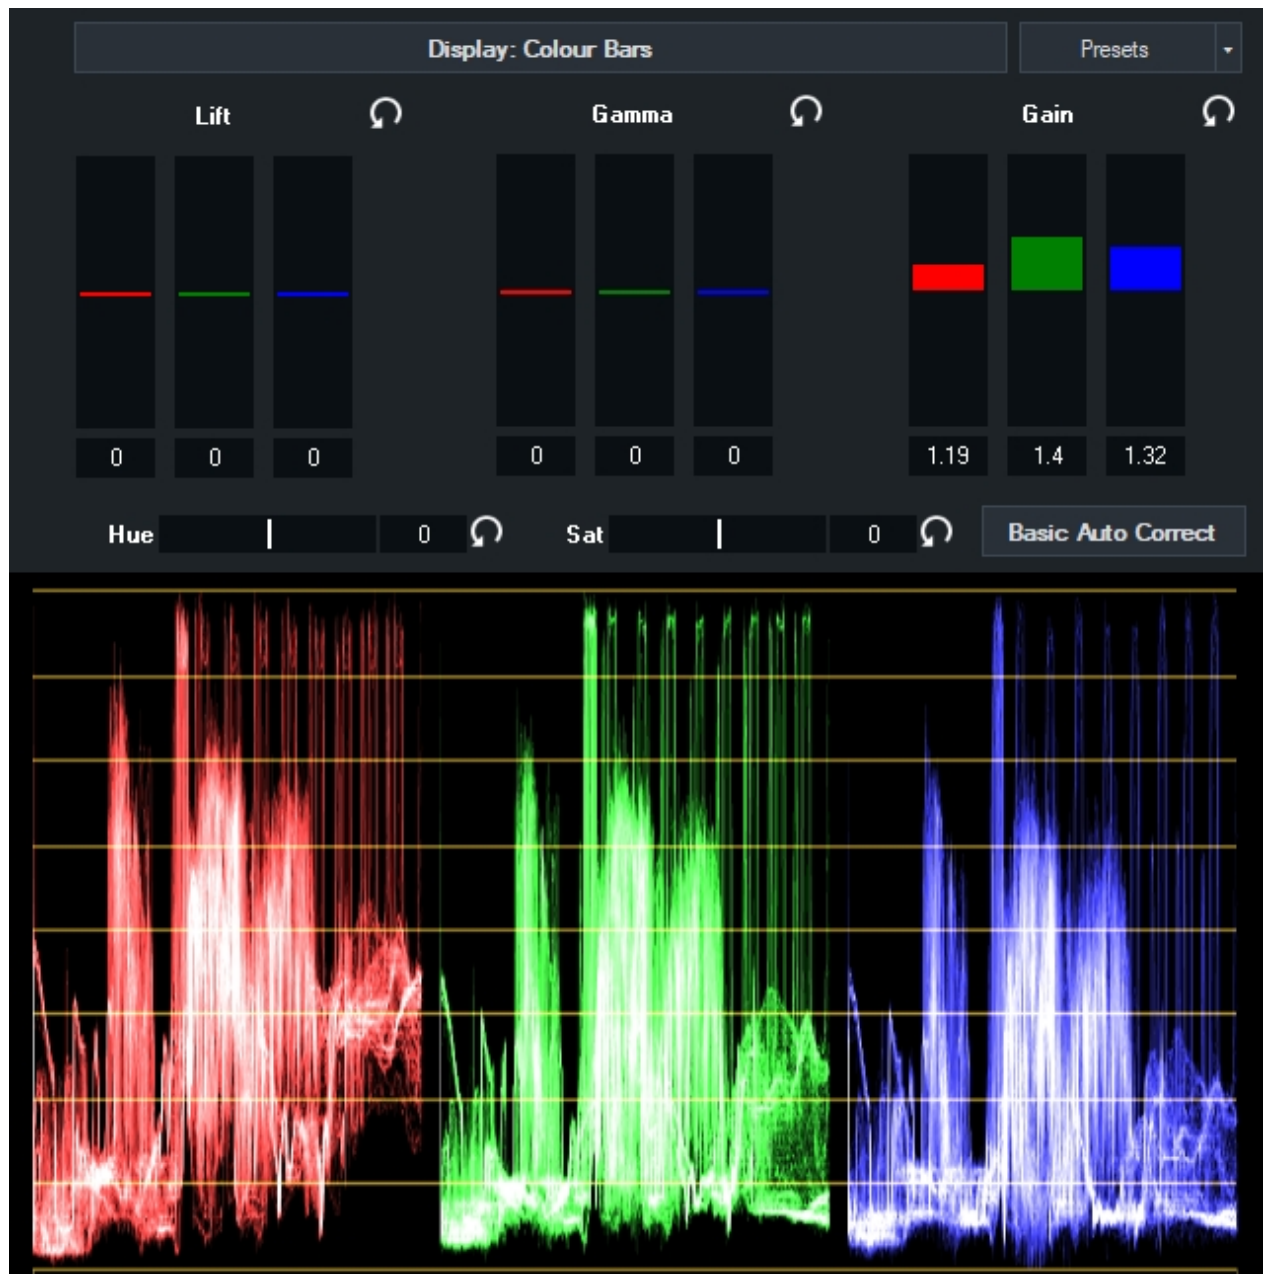 Display: Colour Bars Presets
Lift Gamma Gain
0 0 0 0 0 0 1.19 1.4 1.32
Hue 0 Sat 0 Basic Auto Correct